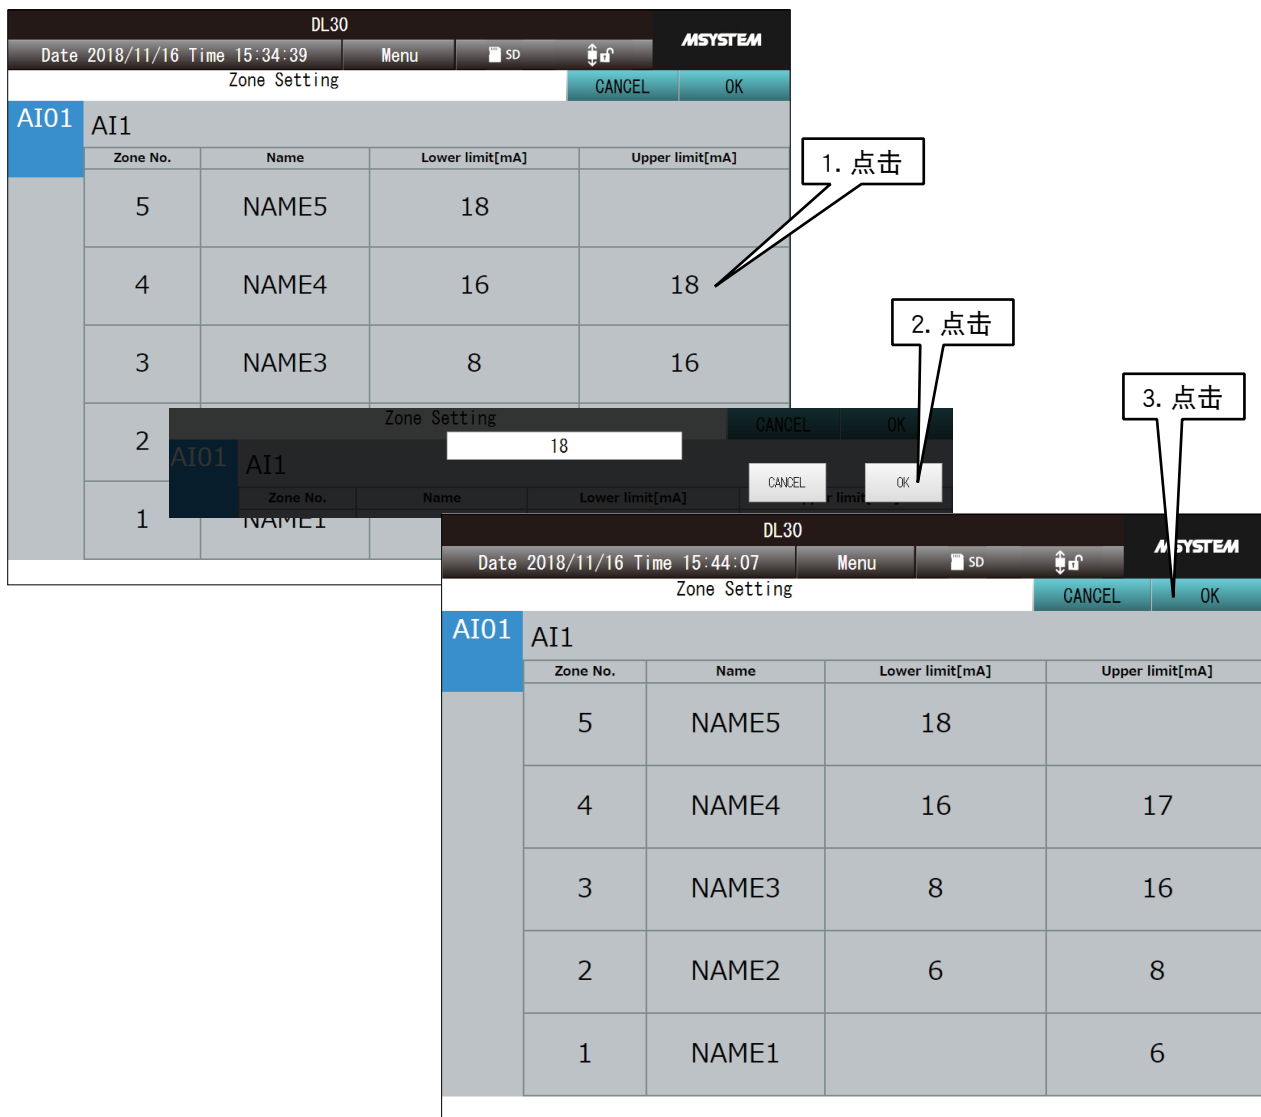 DL30
MSYSTEM
Date 2018/11/16 Time 15:34:39 Menu SD
Zone Setting CANCEL OK
AI01 AI1
Zone No. Name Lower limit[mA] Upper limit[mA]
5 NAME5 18
4 NAME4 16 18
3 NAME3 8 16
2
1 NAME1
1. 点击
2. 点击
3. 点击
Zone Setting CANCEL OK
18
AI01 AI1
CANCEL OK
Zone No. Name Lower limit[mA] limit
DL30
MSYSTEM
Date 2018/11/16 Time 15:44:07 Menu SD
Zone Setting CANCEL OK
AI01 AI1
Zone No. Name Lower limit[mA] Upper limit[mA]
5 NAME5 18
4 NAME4 16 17
3 NAME3 8 16
2 NAME2 6 8
1 NAME1 6